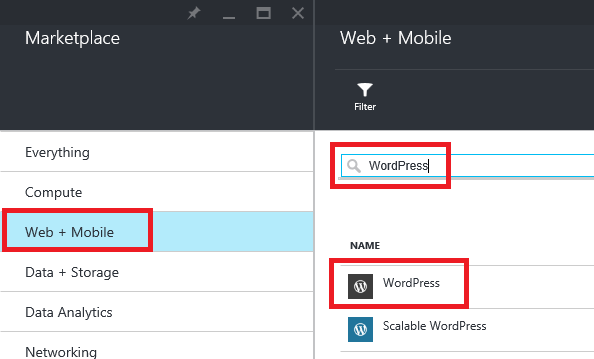 Marketplace
Everything
Compute
Web + Mobile
Data + Storage
Data Analytics
Networking
Web + Mobile
Filter
WordPress
NAME
WordPress
Scalable WordPress